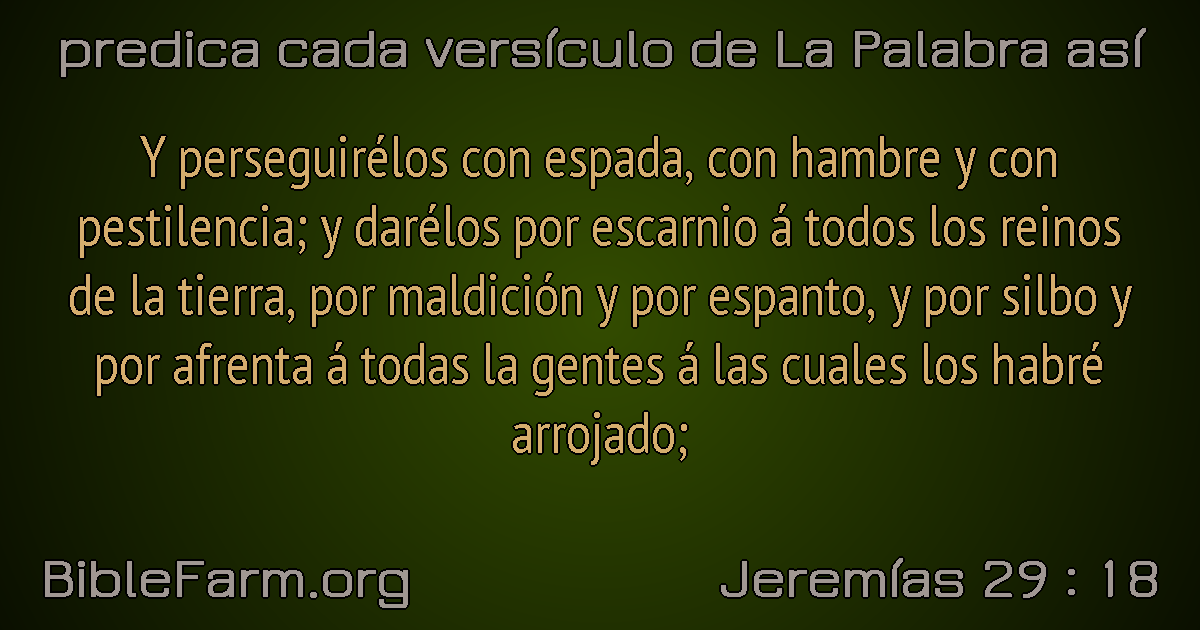 predica cada versículo de La Palabra así
Y perseguirélos con espada, con hambre y con
pestilencia; y darélos por escarnio á todos los reinos
de la tierra, por maldición y por espanto, y por silbo y
por afrenta á todas la gentes á las cuales los habré
arrojado;
BibleFarm.org
Jeremías 29 : 18